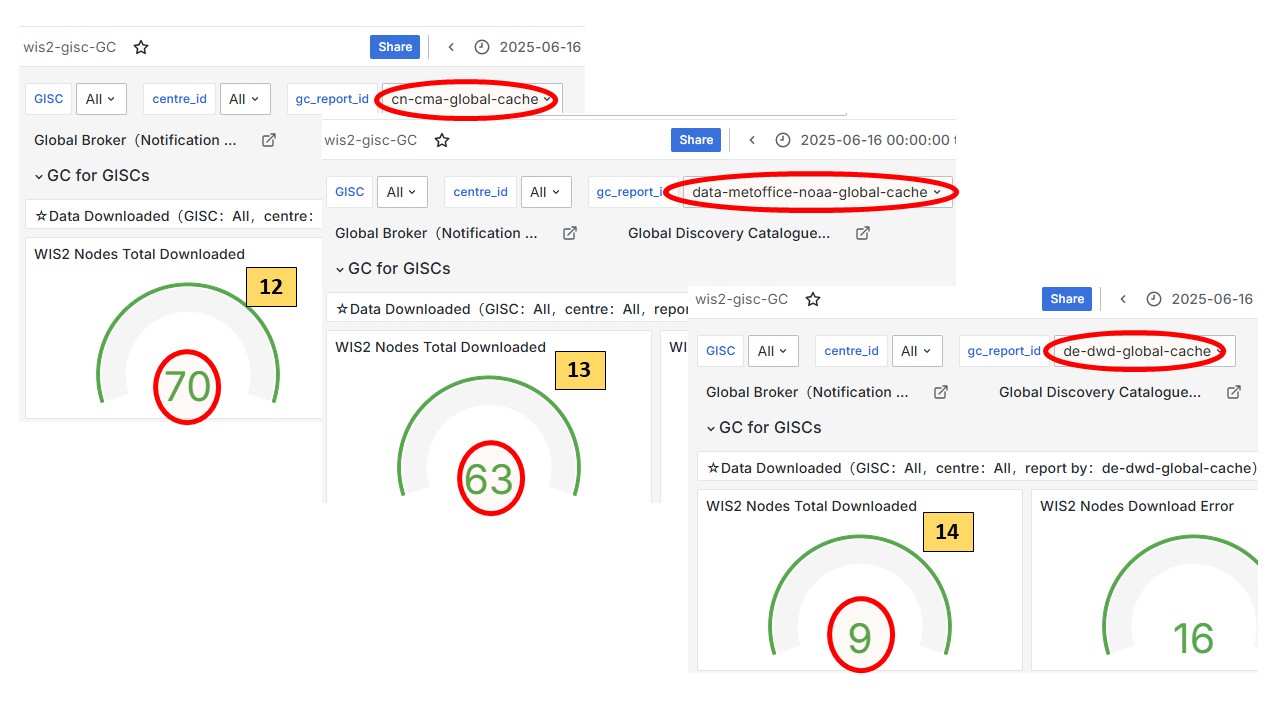 wis2-gisc-GC
Share
2025-06-16
GISC All centre_id All gc_report_id cn-cma-global-cache
Global Broker（Notification ...
GC for GISCs
☆Data Downloaded（GISC: All，centre:
WIS2 Nodes Total Downloaded
12
70
wis2-gisc-GC
Share
2025-06-16 00:00:00
GISC All centre_id All data-metoffice-noaa-global-cache
Global Broker（Notification ... Global Discovery Catalogue...
GC for GISCs
☆Data Downloaded（GISC: All，centre: All，
WIS2 Nodes Total Downloaded
13
63
wis2-gisc-GC
Share
2025-06-16
GISC All centre_id All gc_report_id de-dwd-global-cache
Global Broker（Notification ... Global Discovery Catalogue...
GC for GISCs
☆Data Downloaded（GISC: All，centre: All，report by: de-dwd-global-cache）
WIS2 Nodes Total Downloaded
14
9
WIS2 Nodes Download Error
16